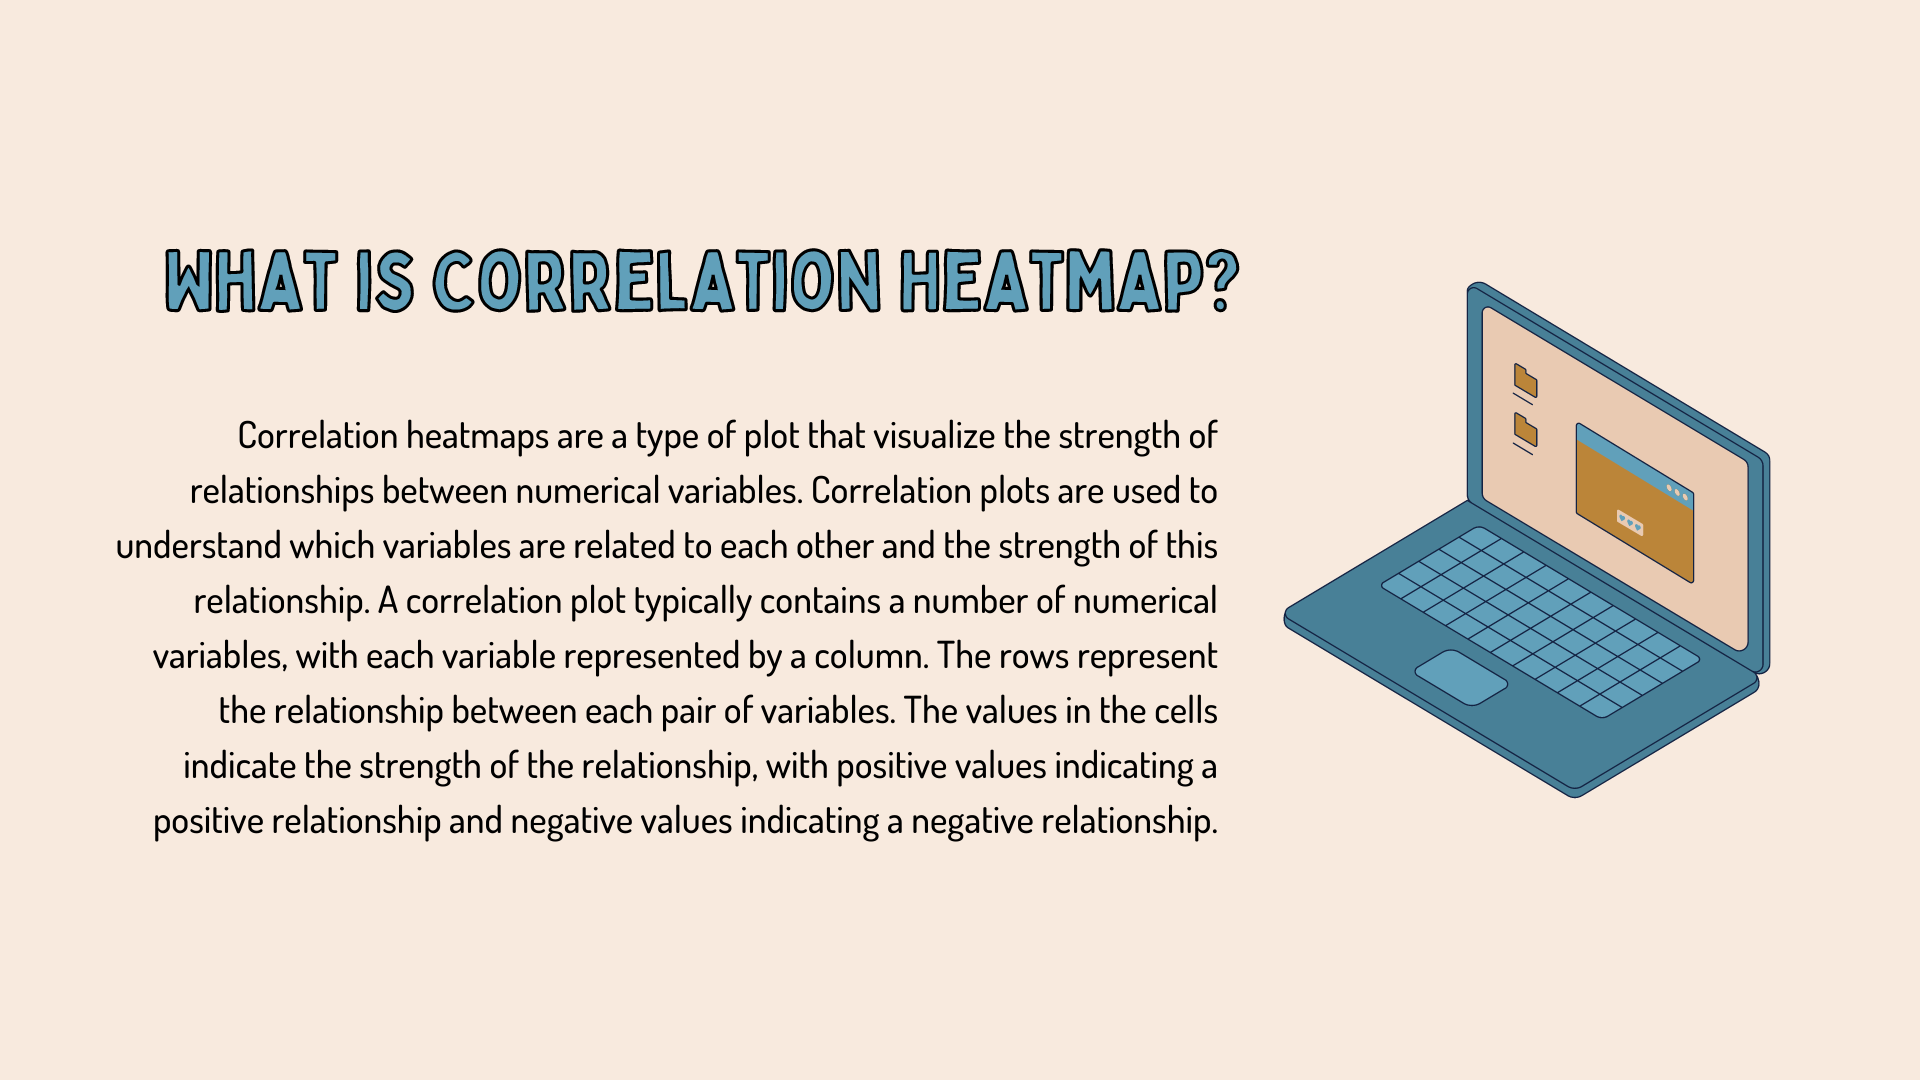 WHAT IS CORRELATION HEATMAP?
Correlation heatmaps are a type of plot that visualize the strength of
relationships between numerical variables. Correlation plots are used to
understand which variables are related to each other and the strength of this
relationship. A correlation plot typically contains a number of numerical
variables, with each variable represented by a column. The rows represent
the relationship between each pair of variables. The values in the cells
indicate the strength of the relationship, with positive values indicating a
positive relationship and negative values indicating a negative relationship.